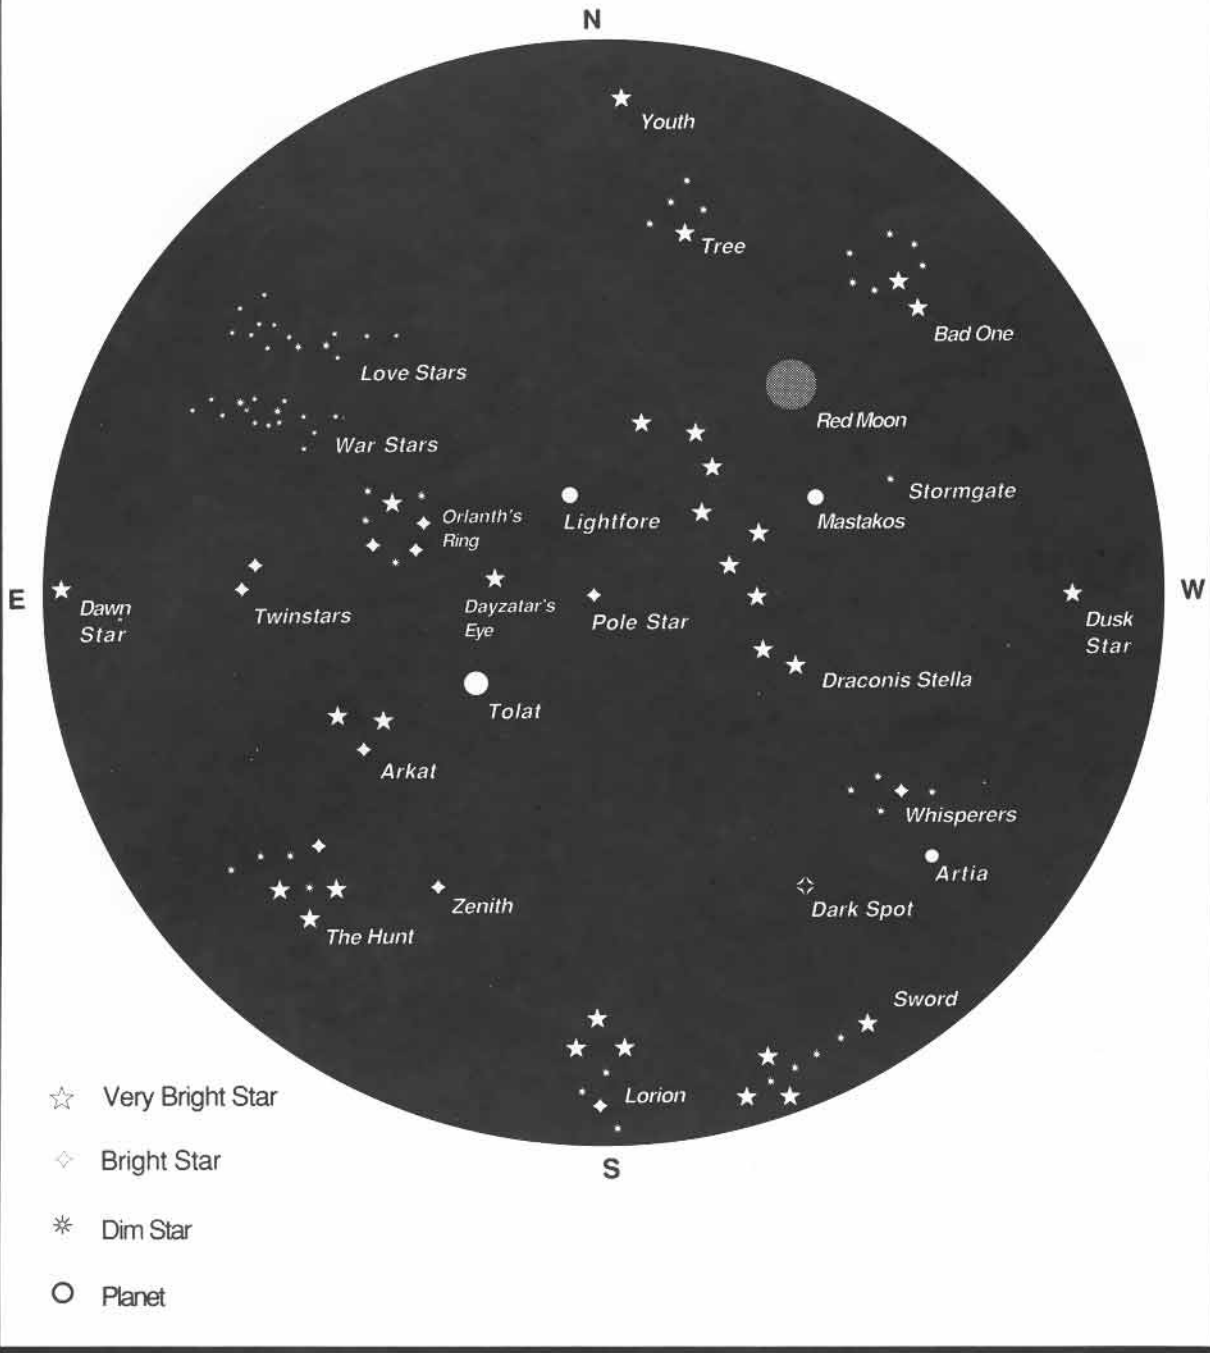 N
Youth
Tree
Bad One
Love Stars
Red Moon
War Stars
Stormgate
Orlanth's
Ring
Lightfore
Mastakos
E
W
Dawn
Star
Twinstars
Dayzatar's
Eye
Pole Star
Dusk
Star
Draconis Stella
Tolat
Arkat
Whisperers
Artia
Zenith
Dark Spot
The Hunt
Sword
Lorion
S
Very Bright Star
Bright Star
Dim Star
Planet